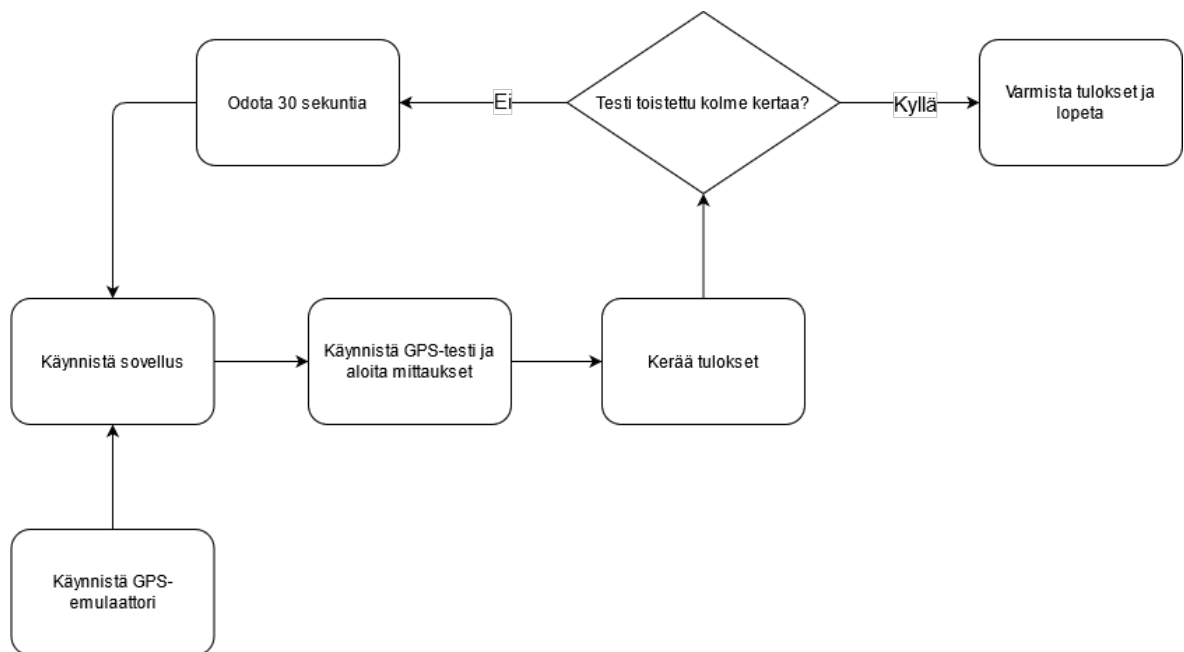 Odota 30 sekuntia
Ei
Testi toistettu kolme kertaa?
Kyllä
Varmista tulokset ja
lopeta
Käynnistä sovellus
Käynnistä GPS-testi ja
aloita mittaukset
Kerää tulokset
Käynnistä GPS-
emulaattori